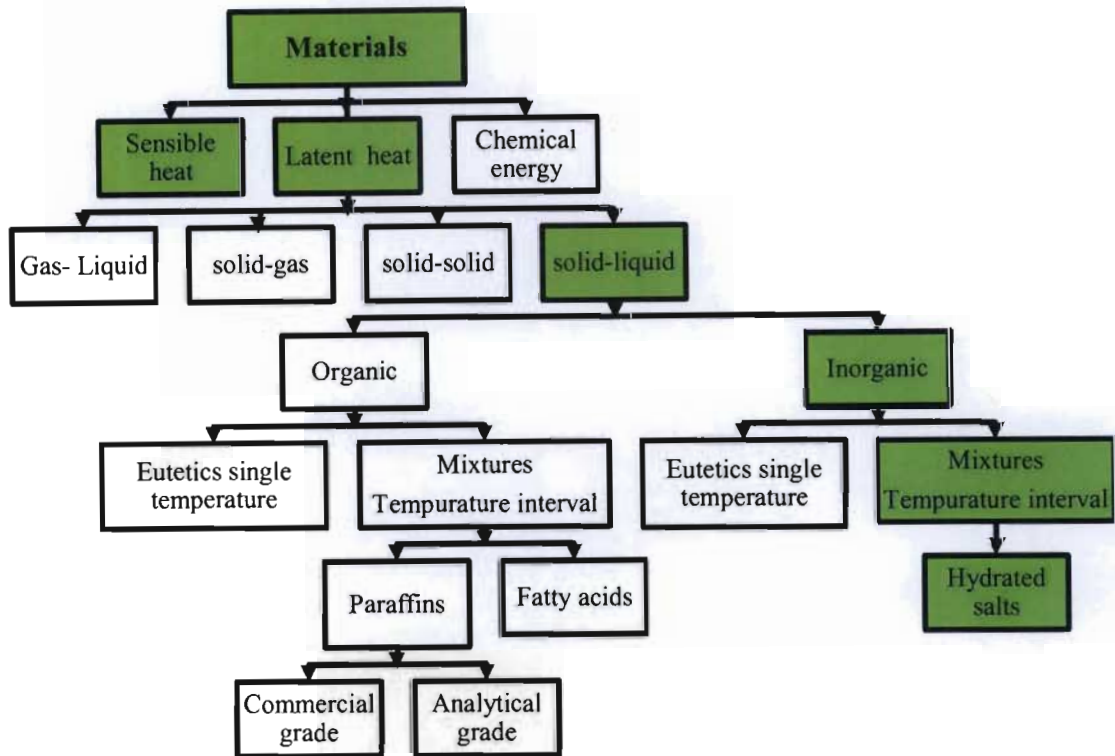 Materials
Sensible
heat
Latent heat
Chemical
energy
Gas- Liquid
solid-gas
solid-solid
solid-liquid
Organic
Inorganic
Eutetics single
temperature
Mixtures
Tempurature interval
Eutetics single
temperature
Mixtures
Tempurature interval
Paraffins
Fatty acids
Hydrated
salts
Commercial
grade
Analytical
grade